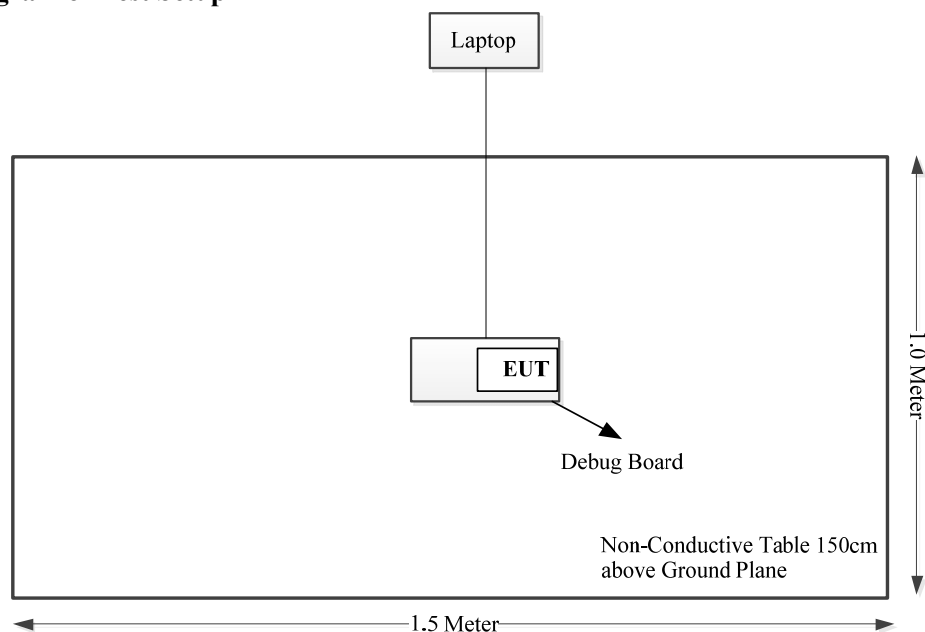 Laptop
EUT
1.0 Meter
Debug Board
Non-Conductive Table 150cm
above Ground Plane
1.5 Meter